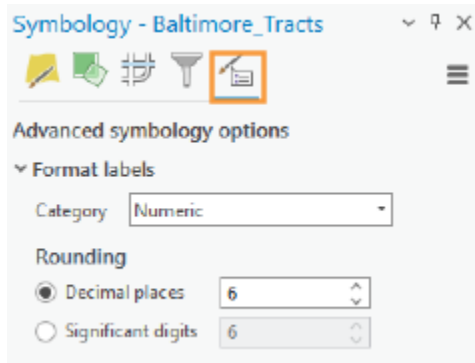 Symbology - Baltimore_Tracts
Advanced symbology options
Format labels
Category Numeric
Rounding
Decimal places 6
Significant digits 6